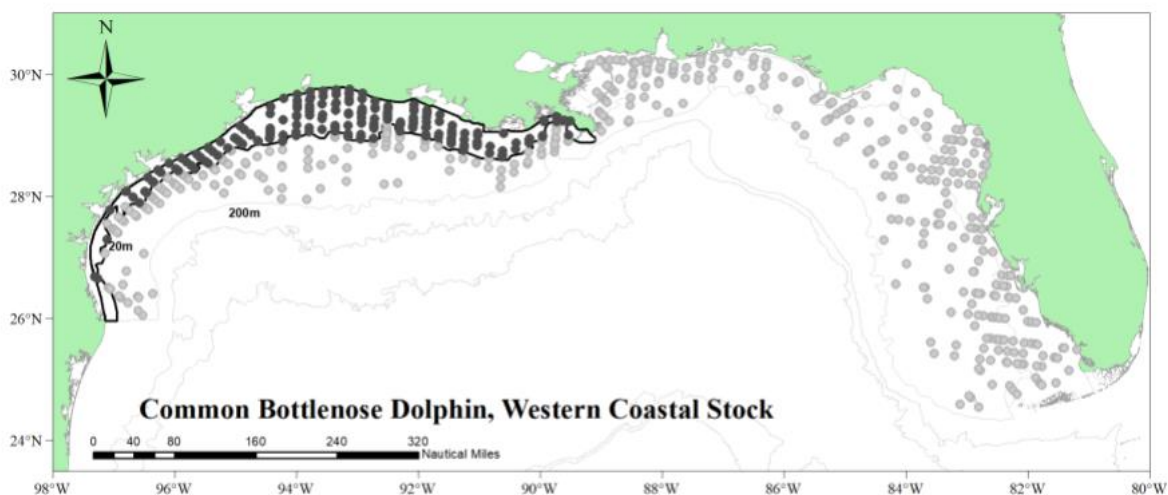 N
30°N
28°N
200m
20m
26°N
Common Bottlenose Dolphin, Western Coastal Stock
24°N
0 40 80 160 240 320
Nautical Miles
98°W 96°W 94°W 92°W 90°W 88°W 86°W 84°W 82°W 80°W